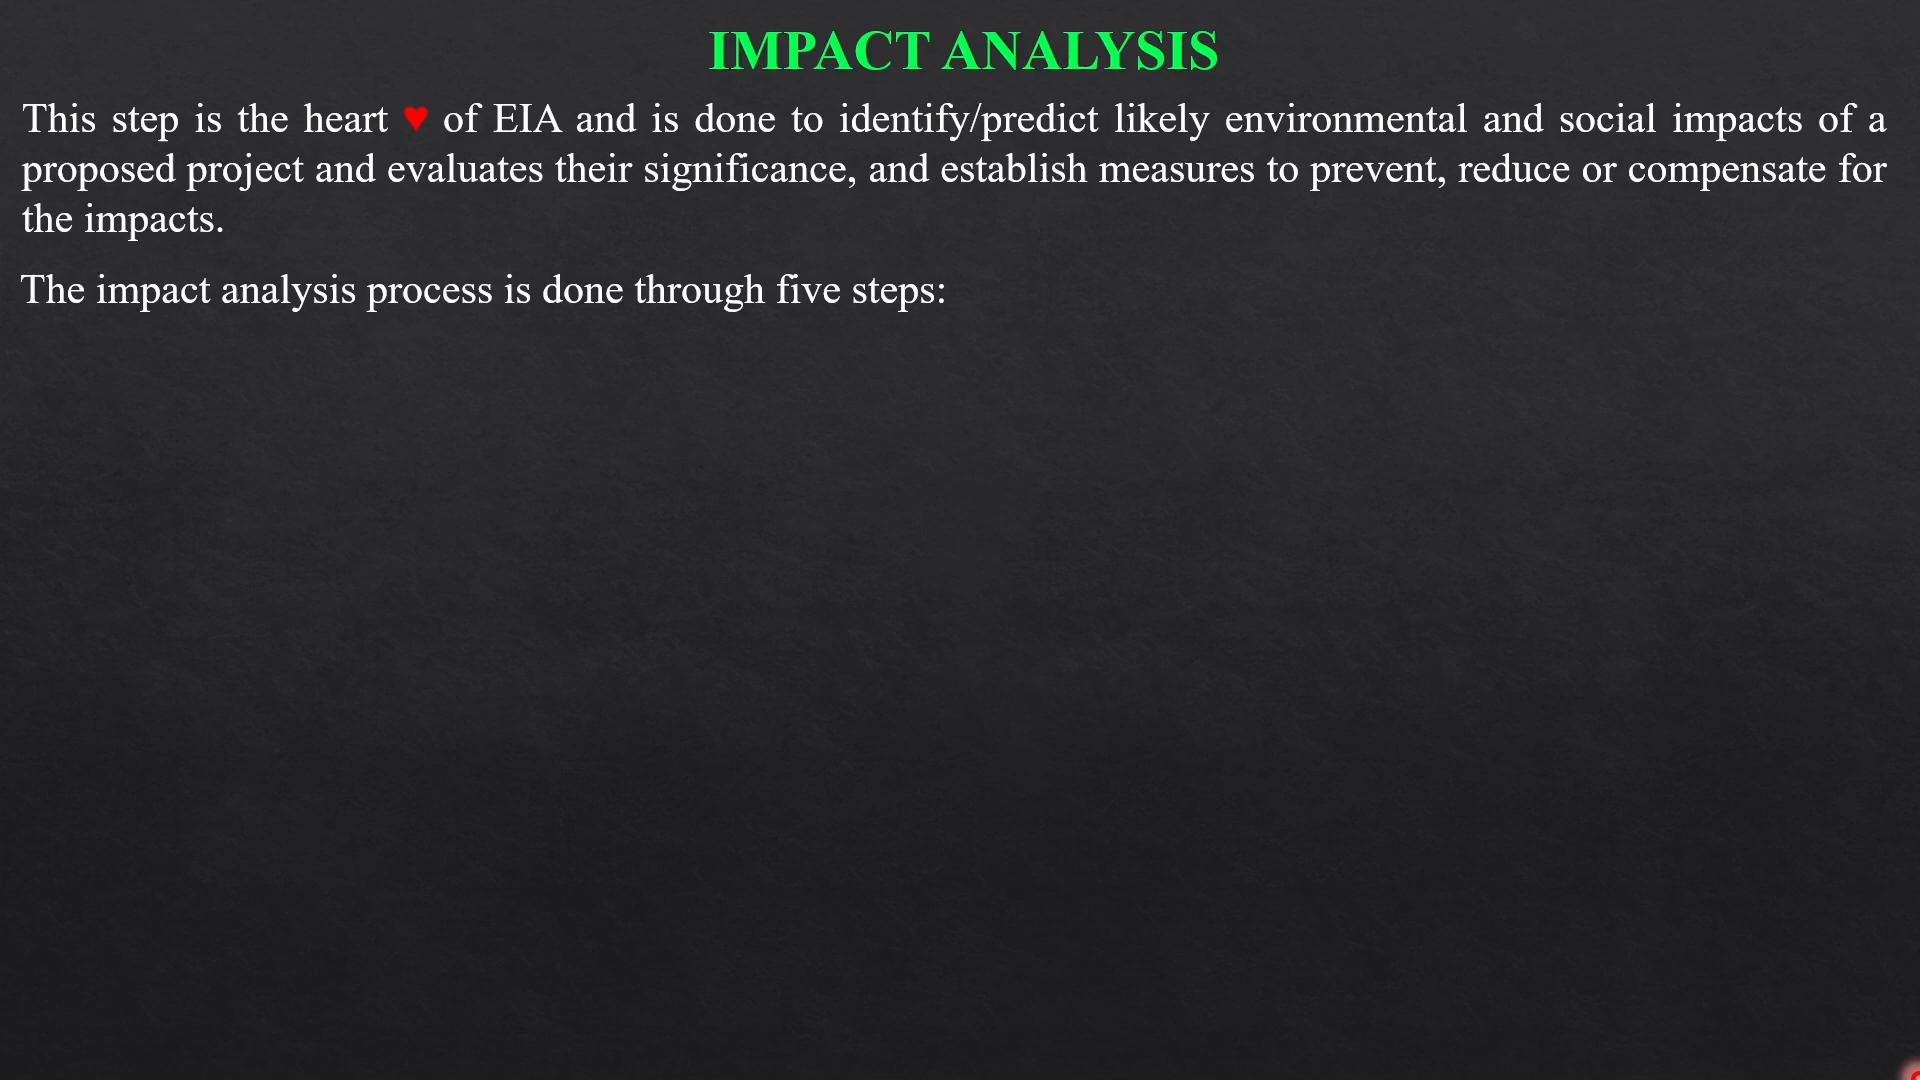 IMPACT ANALYSIS
This step is the heart ♥ of EIA and is done to identify/predict likely environmental and social impacts of a
proposed project and evaluates their significance, and establish measures to prevent, reduce or compensate for
the impacts.
The impact analysis process is done through five steps: